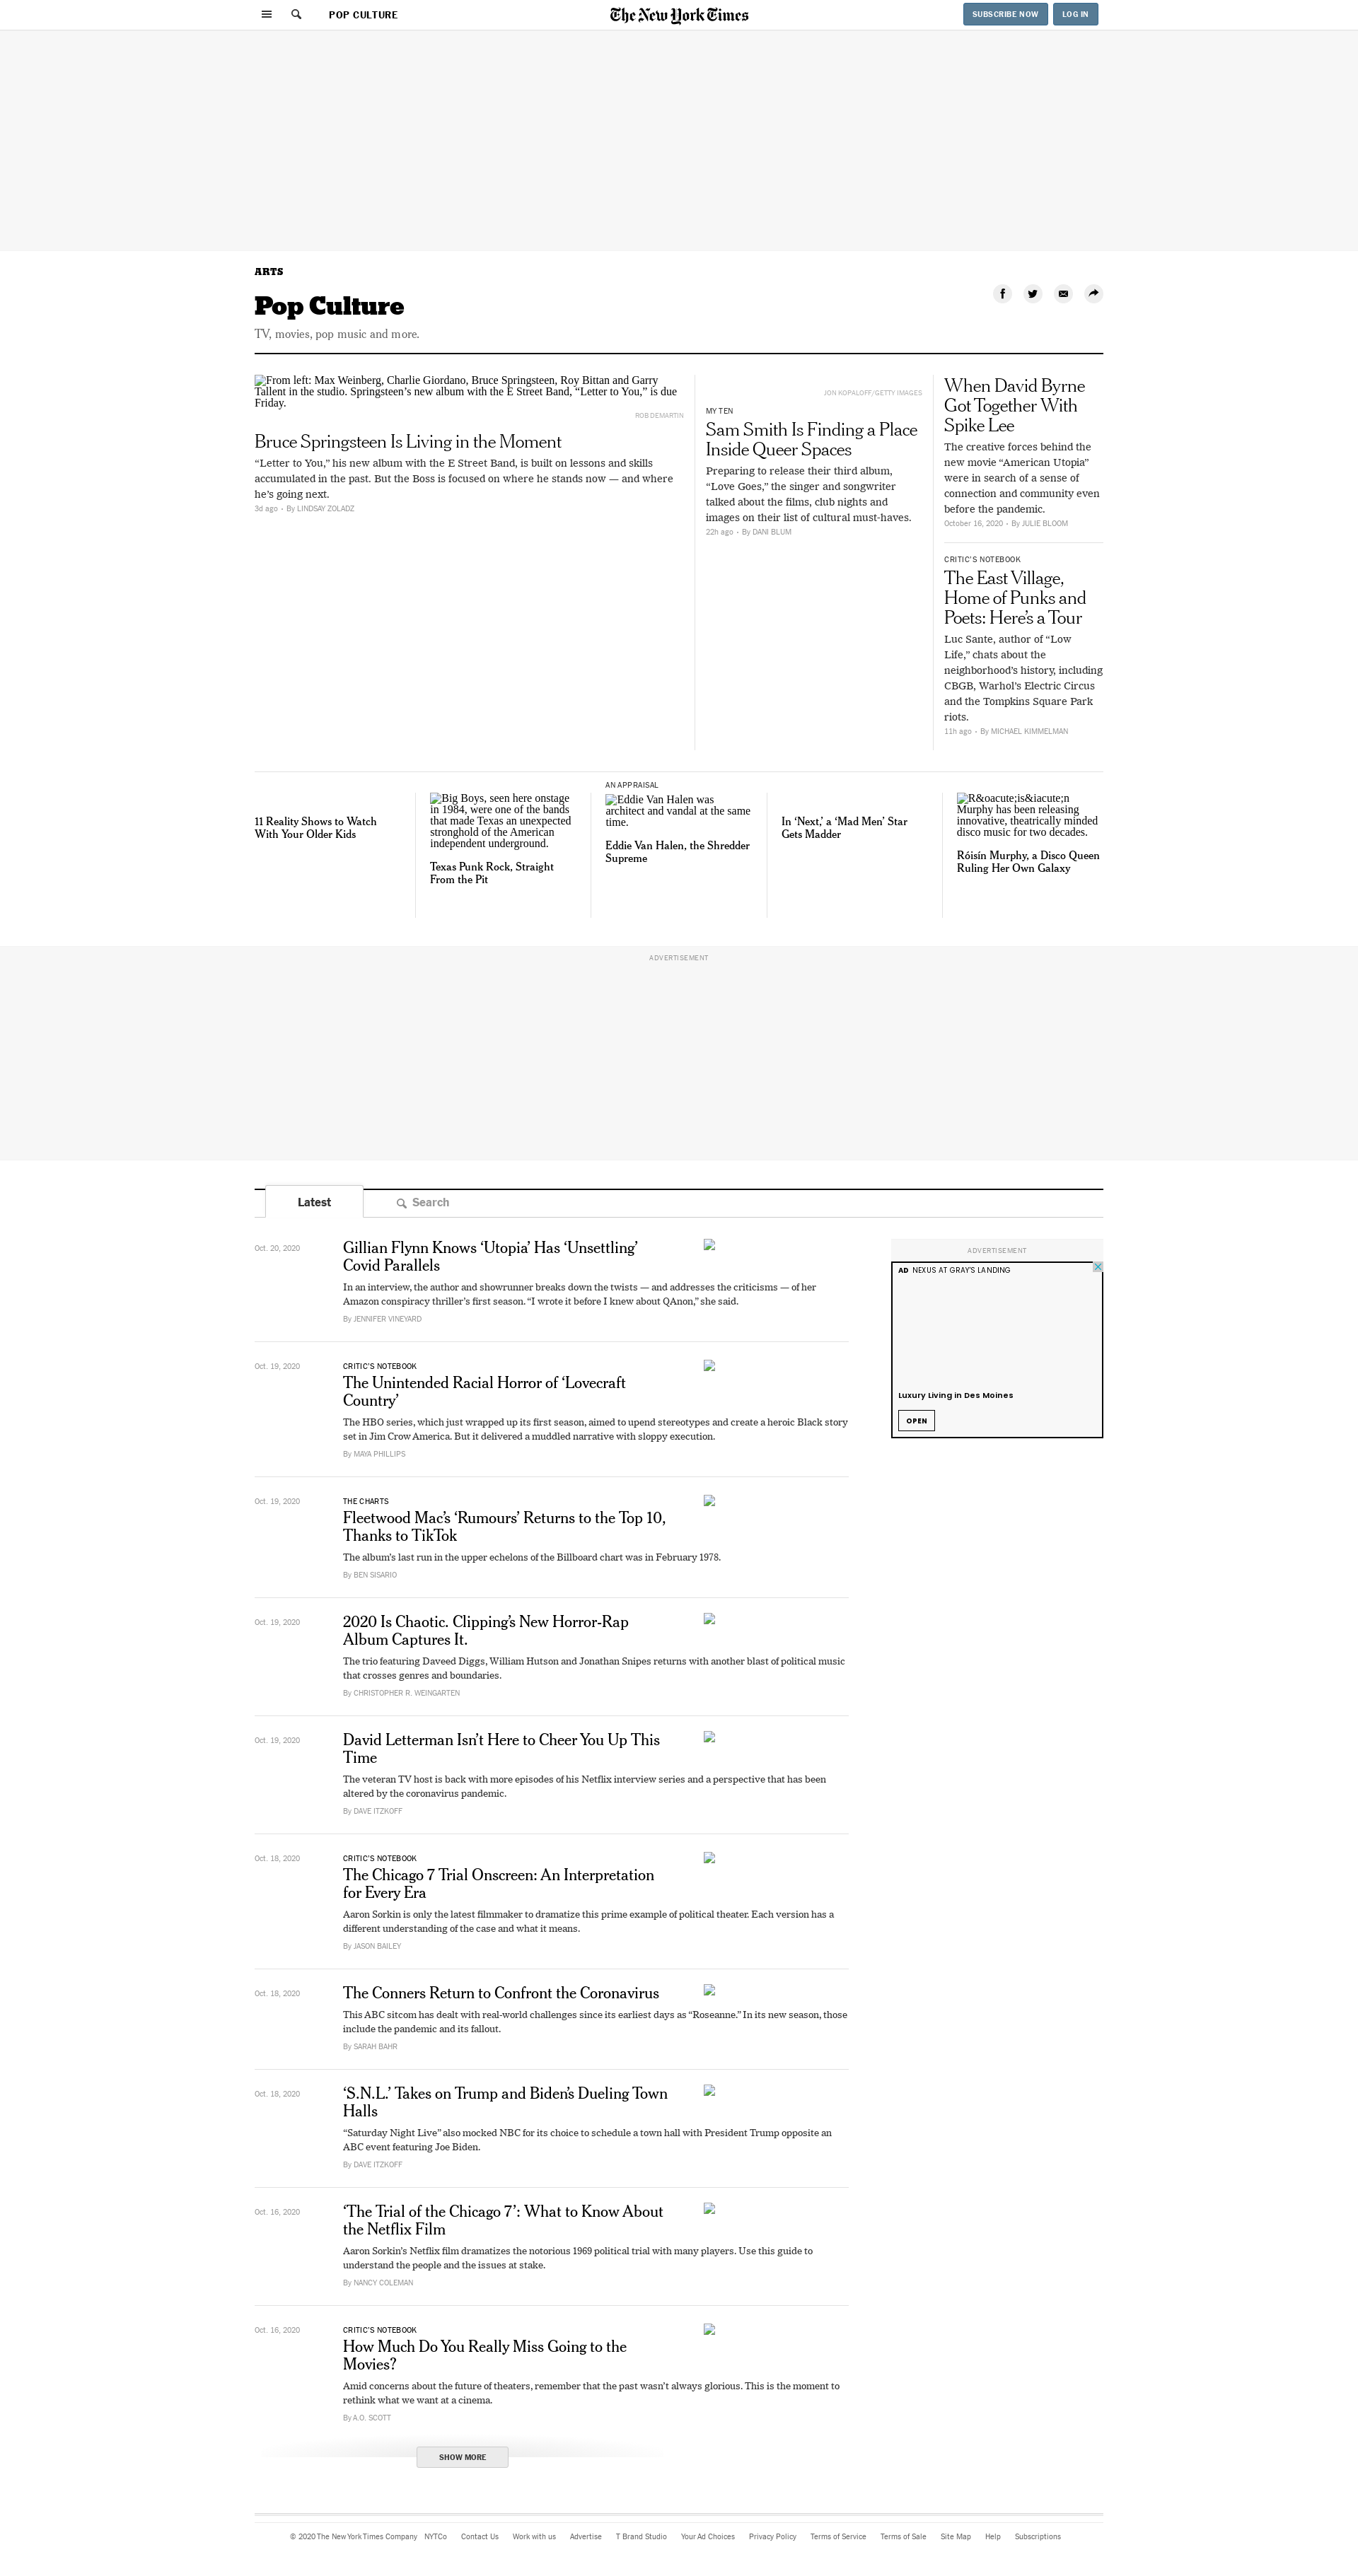 POP CULTURE
The New York Times
SUBSCRIBE NOW
LOG IN
ARTS
Pop Culture
TV, movies, pop music and more.
From left: Max Weinberg, Charlie Giordano, Bruce Springsteen, Roy Bittan and Garry
Tallent in the studio. Springsteen's new album with the E Street Band, “Letter to You,” is due
Friday.
ROB DEMARTIN
Bruce Springsteen Is Living in the Moment
“Letter to You,” his new album with the E Street Band, is built on lessons and skills
accumulated in the past. But the Boss is focused on where he stands now — and where
he’s going next.
3d ago • By LINDSAY ZOLADZ
JON KOPALOFF/GETTY IMAGES
MY TEN
Sam Smith Is Finding a Place
Inside Queer Spaces
Preparing to release their third album,
“Love Goes,” the singer and songwriter
talked about the films, club nights and
images on their list of cultural must-haves.
22h ago • By DANI BLUM
When David Byrne
Got Together With
Spike Lee
The creative forces behind the
new movie “American Utopia”
were in search of a sense of
connection and community even
before the pandemic.
October 16, 2020 • By JULIE BLOOM
CRITIC’S NOTEBOOK
The East Village,
Home of Punks and
Poets: Here’s a Tour
Luc Sante, author of “Low
Life,” chats about the
neighborhood’s history, including
CBGB, Warhol’s Electric Circus
and the Tompkins Square Park
riots.
11h ago • By MICHAEL KIMMELMAN
11 Reality Shows to Watch
With Your Older Kids
Big Boys, seen here onstage
in 1984, were one of the bands
that made Texas an unexpected
stronghold of the American
independent underground.
Texas Punk Rock, Straight
From the Pit
AN APPRAISAL
Eddie Van Halen was
architect and vandal at the same
time.
Eddie Van Halen, the Shredder
Supreme
In ‘Next,’ a ‘Mad Men’ Star
Gets Madder
R&oacute;is&iacute;n
Murphy has been releasing
innovative, theatrically minded
disco music for two decades.
Róisín Murphy, a Disco Queen
Ruling Her Own Galaxy
ADVERTISEMENT
Latest
Search
Oct. 20, 2020
Gillian Flynn Knows ‘Utopia’ Has ‘Unsettling’
Covid Parallels
In an interview, the author and showrunner breaks down the twists — and addresses the criticisms — of her
Amazon conspiracy thriller’s first season. “I wrote it before I knew about QAnon,” she said.
By JENNIFER VINEYARD
ADVERTISEMENT
AD NEXUS AT GRAY'S LANDING
Luxury Living in Des Moines
OPEN
Oct. 19, 2020
CRITIC’S NOTEBOOK
The Unintended Racial Horror of ‘Lovecraft
Country’
The HBO series, which just wrapped up its first season, aimed to upend stereotypes and create a heroic Black story
set in Jim Crow America. But it delivered a muddled narrative with sloppy execution.
By MAYA PHILLIPS
Oct. 19, 2020
THE CHARTS
Fleetwood Mac’s ‘Rumours’ Returns to the Top 10,
Thanks to TikTok
The album’s last run in the upper echelons of the Billboard chart was in February 1978.
By BEN SISARIO
Oct. 19, 2020
2020 Is Chaotic. Clipping’s New Horror-Rap
Album Captures It.
The trio featuring Daveed Diggs, William Hutson and Jonathan Snipes returns with another blast of political music
that crosses genres and boundaries.
By CHRISTOPHER R. WEINGARTEN
Oct. 19, 2020
David Letterman Isn’t Here to Cheer You Up This
Time
The veteran TV host is back with more episodes of his Netflix interview series and a perspective that has been
altered by the coronavirus pandemic.
By DAVE ITZKOFF
Oct. 18, 2020
CRITIC’S NOTEBOOK
The Chicago 7 Trial Onscreen: An Interpretation
for Every Era
Aaron Sorkin is only the latest filmmaker to dramatize this prime example of political theater. Each version has a
different understanding of the case and what it means.
By JASON BAILEY
Oct. 18, 2020
The Conners Return to Confront the Coronavirus
This ABC sitcom has dealt with real-world challenges since its earliest days as “Roseanne.” In its new season, those
include the pandemic and its fallout.
By SARAH BAHR
Oct. 18, 2020
‘S.N.L.’ Takes on Trump and Biden’s Dueling Town
Halls
“Saturday Night Live” also mocked NBC for its choice to schedule a town hall with President Trump opposite an
ABC event featuring Joe Biden.
By DAVE ITZKOFF
Oct. 16, 2020
‘The Trial of the Chicago 7’: What to Know About
the Netflix Film
Aaron Sorkin’s Netflix film dramatizes the notorious 1969 political trial with many players. Use this guide to
understand the people and the issues at stake.
By NANCY COLEMAN
Oct. 16, 2020
CRITIC’S NOTEBOOK
How Much Do You Really Miss Going to the
Movies?
Amid concerns about the future of theaters, remember that the past wasn’t always glorious. This is the moment to
rethink what we want at a cinema.
By A.O. SCOTT
SHOW MORE
© 2020 The New York Times Company NYTCo Contact Us Work with us Advertise T Brand Studio Your Ad Choices Privacy Policy Terms of Service Terms of Sale Site Map Help Subscriptions